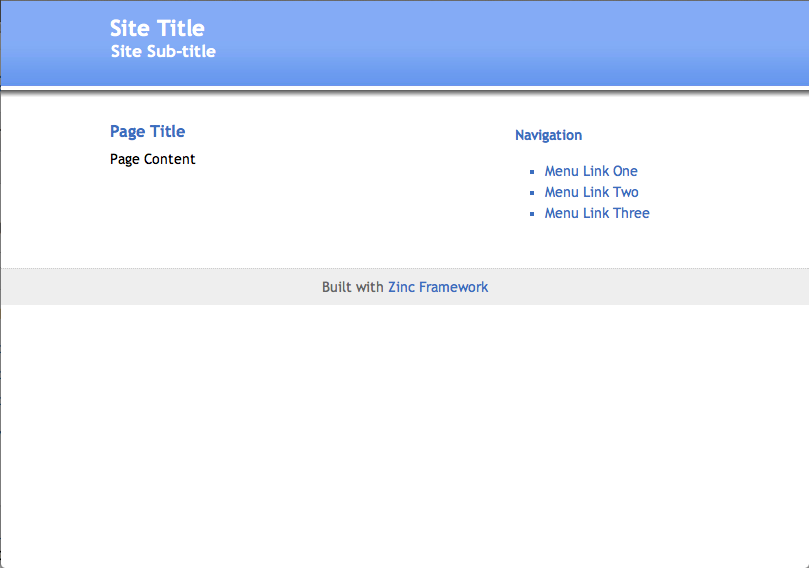 Site Title
Site Sub-title
Page Title
Page Content
Navigation
Menu Link One
Menu Link Two
Menu Link Three
Built with Zinc Framework